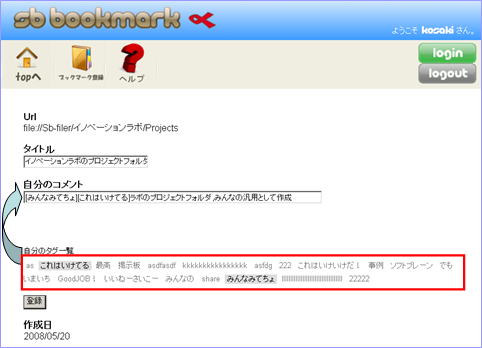 sb bookmark
ようこそ kosaki さん。
topへ
ブックマーク登録
ヘルプ
login
logout
Url
file://Sb-filer/イノベーションラボ/Projects
タイトル
イノベーションラボのプロジェクトフォルダ
自分のコメント
[みんなみてちょ][これはいけてる]ラボのプロジェクトフォルダ,みんなの汎用として作成
自分のタグ一覧
as これはいけてる 最高 掲示板 asdfasdf kkkkkkkkkkkkkkkk asfdg 222 これはいけいけだ！ 事例 ソフトブレーン でも
いまいち GoodJOB！ いいねーさいこー みんなの share みんなみてちょ 22222
登録
作成日
2008/05/20